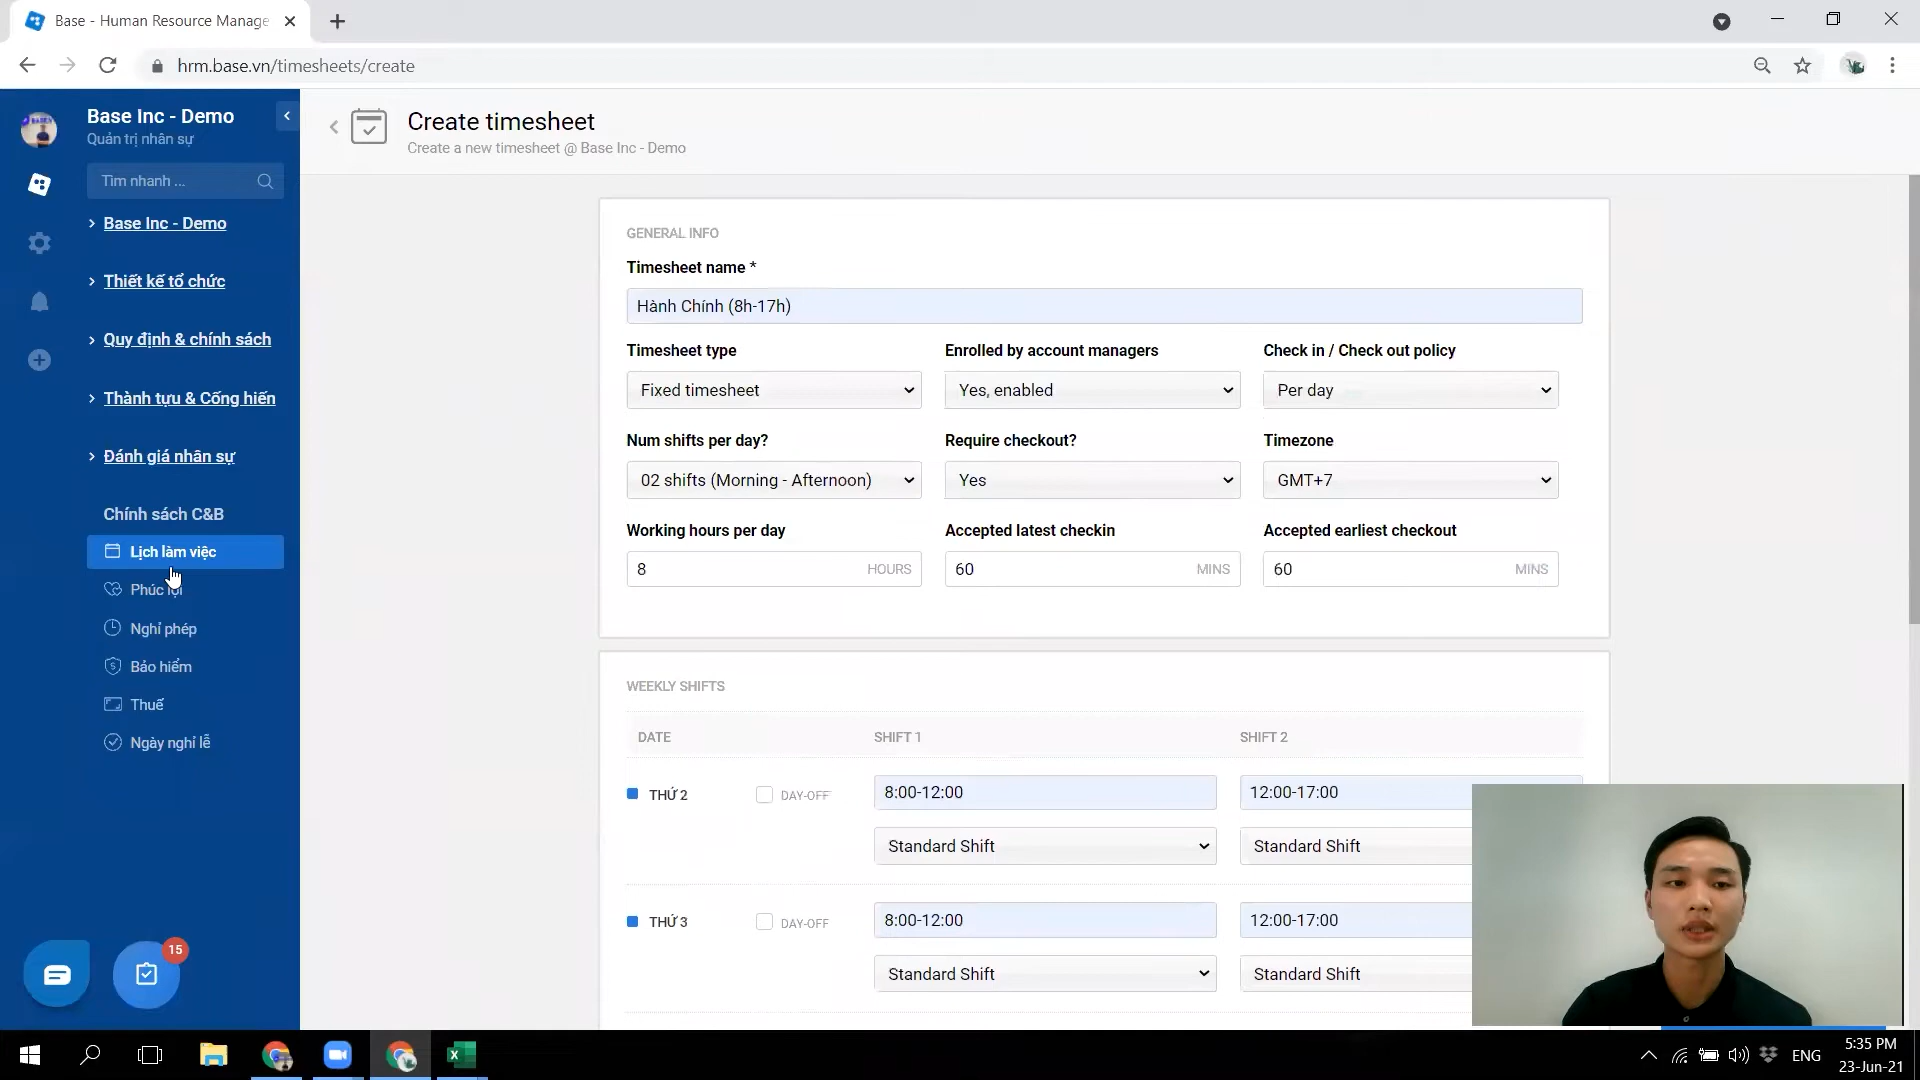 Base - Human Resource Manage
hrm.base.vn/timesheets/create
Base Inc - Demo
Quản trị nhân sự
Tìm nhanh ...
Base Inc - Demo
Thiết kế tổ chức
Quy định & chính sách
Thành tựu & Cống hiến
Đánh giá nhân sự
Chính sách C&B
Lịch làm việc
Phúc lợi
Nghỉ phép
Bảo hiểm
Thuế
Ngày nghỉ lễ
15
Create timesheet
Create a new timesheet @ Base Inc - Demo
GENERAL INFO
Timesheet name *
Hành Chính (8h-17h)
Timesheet type Enrolled by account managers Check in / Check out policy
Fixed timesheet Yes, enabled Per day
Num shifts per day? Require checkout? Timezone
02 shifts (Morning - Afternoon) Yes GMT+7
Working hours per day Accepted latest checkin Accepted earliest checkout
8 HOURS 60 MINS 60 MINS
WEEKLY SHIFTS
DATE SHIFT 1 SHIFT 2
THỨ 2 DAY-OFF 8:00-12:00 12:00-17:00
Standard Shift Standard Shift
THỨ 3 DAY-OFF 8:00-12:00 12:00-17:00
Standard Shift Standard Shift
ENG
5:35 PM
23-Jun-21